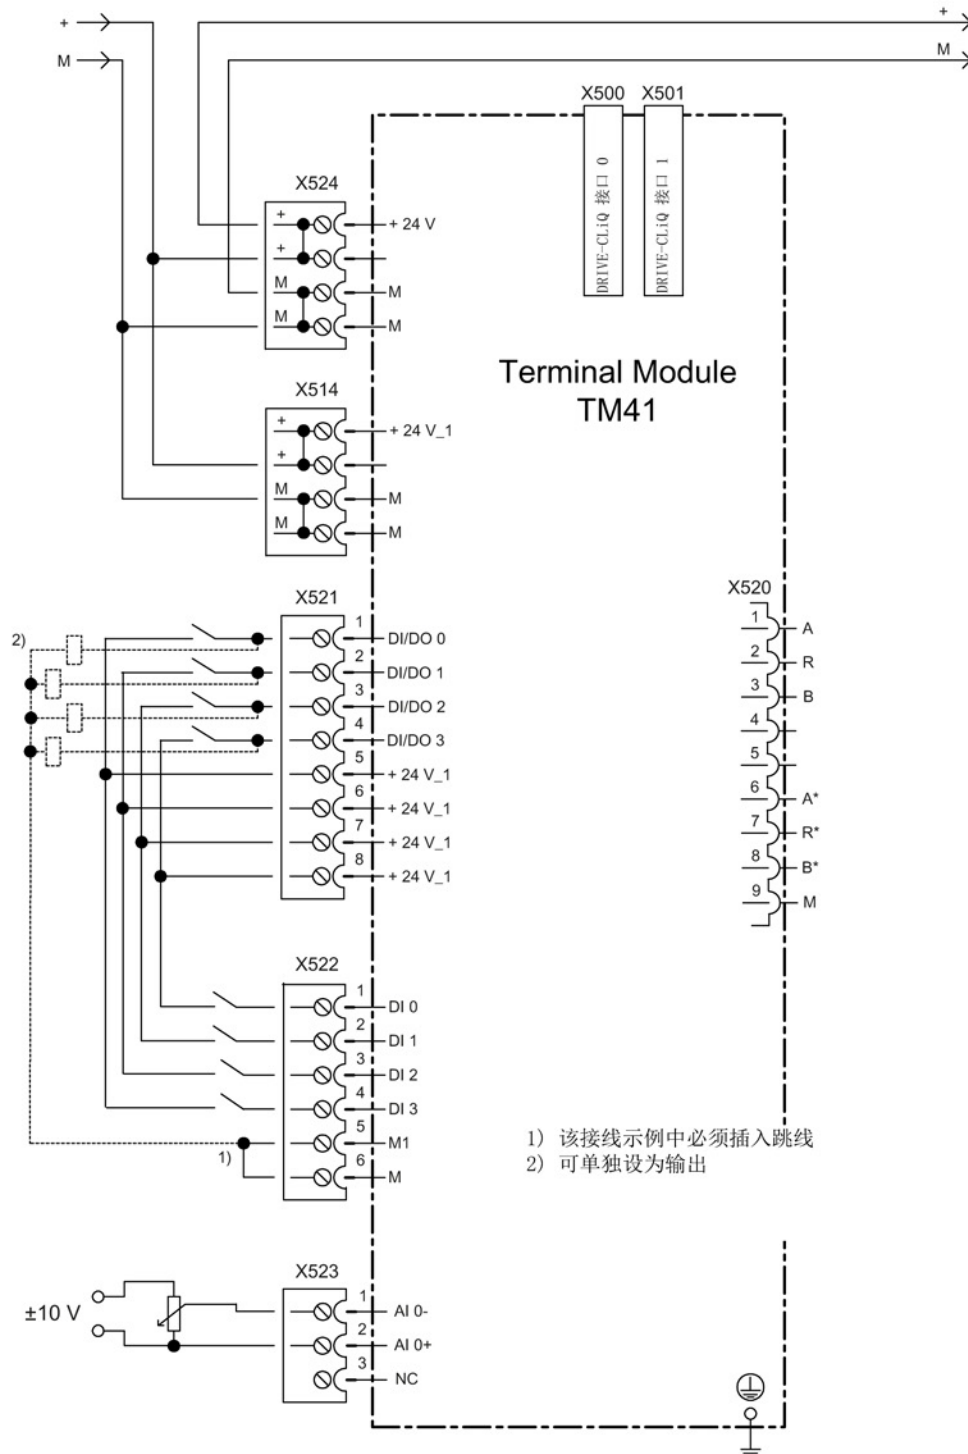 +
+
M
M
X500 X501
DRIVE-CLiQ 接口 0
DRIVE-CLiQ 接口 1
X524
+ + 24 V
+
M M
M M
Terminal Module
TM41
X514
+ + 24 V_1
+
M M
M M
X521
2)
1 DI/DO 0
2 DI/DO 1
3 DI/DO 2
4 DI/DO 3
5 + 24 V_1
6 + 24 V_1
7 + 24 V_1
8 + 24 V_1
X520
1 A
2 R
3 B
4
5
6 A*
7 R*
8 B*
9 M
X522
1 DI 0
2 DI 1
3 DI 2
4 DI 3
5 M1
1)
6 M
1) 该接线示例中必须插入跳线
2) 可单独设为输出
X523
±10 V
1 AI 0-
2 AI 0+
3 NC